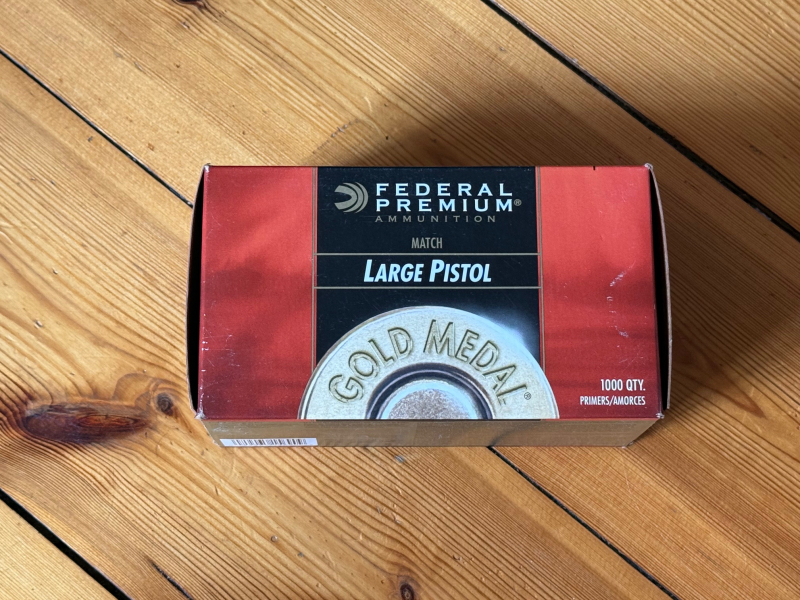 FEDERAL
PREMIUM®
AMMUNITION
MATCH
LARGE PISTOL
GOLD MEDAL®
1000 QTY.
PRIMERS/AMORCES